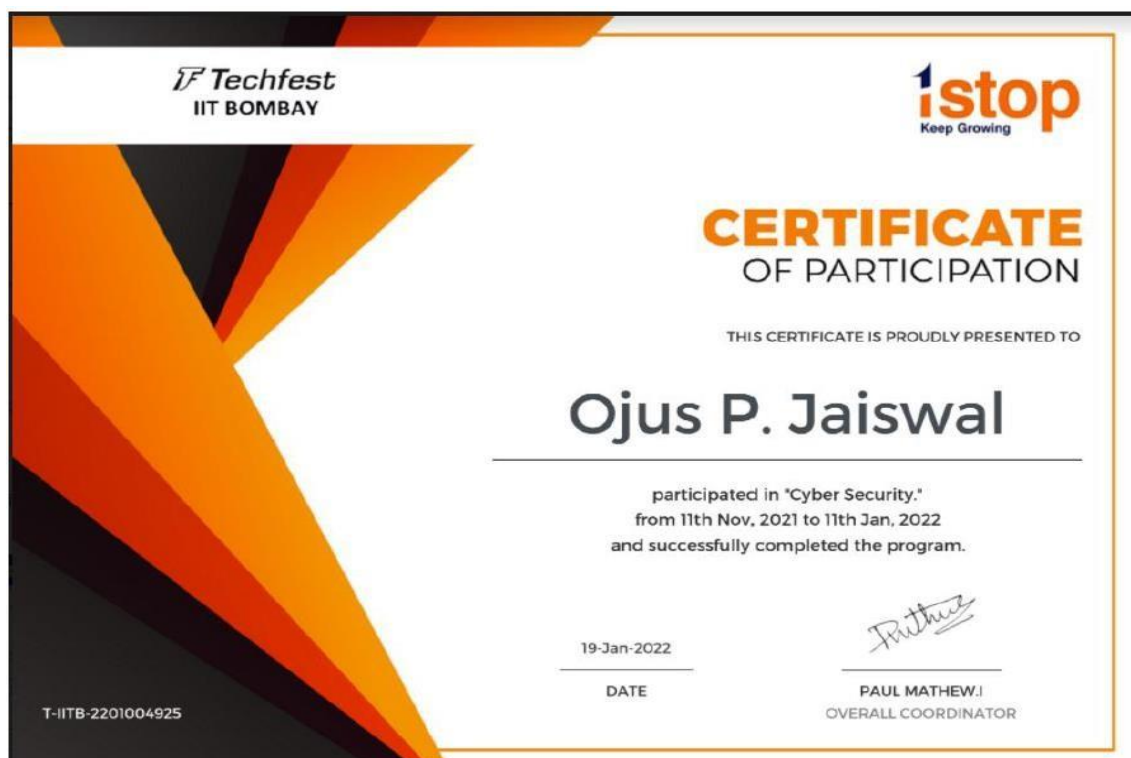 Techfest
IIT BOMBAY
1stop
Keep Growing
CERTIFICATE
OF PARTICIPATION
THIS CERTIFICATE IS PROUDLY PRESENTED TO
Ojus P. Jaiswal
participated in "Cyber Security."
from 11th Nov, 2021 to 11th Jan, 2022
and successfully completed the program.
19-Jan-2022
DATE
PAUL MATHEW.I
OVERALL COORDINATOR
T-IITB-2201004925